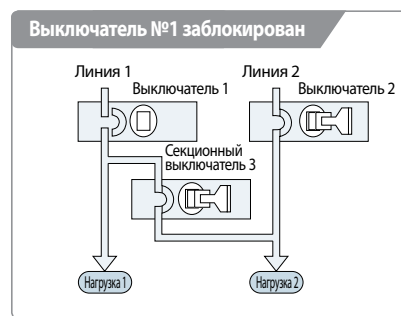 Выключатель №1 заблокирован
Линия 1
Линия 2
Выключатель 1
Выключатель 2
Секционный
выключатель 3
Нагрузка 1
Нагрузка 2